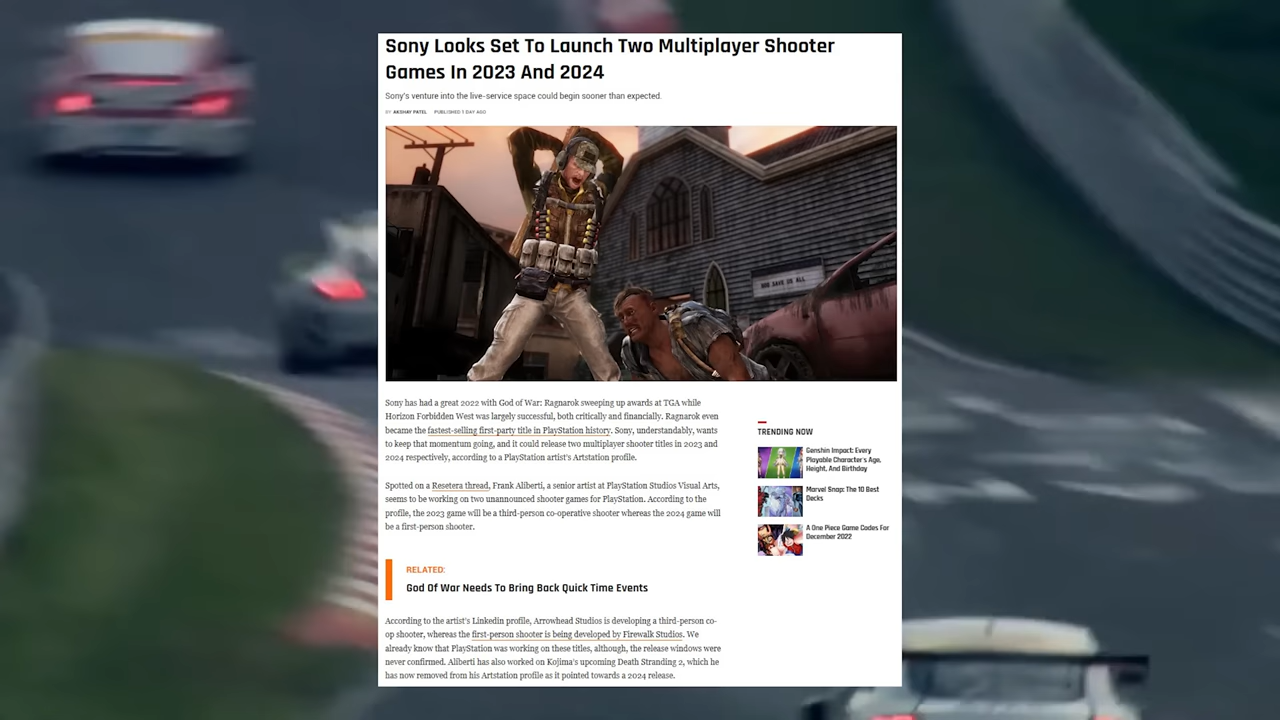 Sony Looks Set To Launch Two Multiplayer Shooter
Games In 2023 And 2024
Sony's venture into the live-service space could begin sooner than expected.
BY AKSHAY PATEL PUBLISHED 1 DAY AGO
GOD SAVE US ALL
Sony has had a great 2022 with God of War: Ragnarok sweeping up awards at TGA while
Horizon Forbidden West was largely successful, both critically and financially. Ragnarok even
became the fastest-selling first-party title in PlayStation history. Sony, understandably, wants
to keep that momentum going, and it could release two multiplayer shooter titles in 2023 and
2024 respectively, according to a PlayStation artist's Artstation profile.
Spotted on a Resetera thread, Frank Aliberti, a senior artist at PlayStation Studios Visual Arts,
seems to be working on two unannounced shooter games for PlayStation. According to the
profile, the 2023 game will be a third-person co-operative shooter whereas the 2024 game will
be a first-person shooter.
RELATED:
God Of War Needs To Bring Back Quick Time Events
According to the artist's Linkedin profile, Arrowhead Studios is developing a third-person co-
op shooter, whereas the first-person shooter is being developed by Firewalk Studios. We
already know that PlayStation was working on these titles, although, the release windows were
never confirmed. Aliberti has also worked on Kojima's upcoming Death Stranding 2, which he
has now removed from his Artstation profile as it pointed towards a 2024 release.
TRENDING NOW
Genshin Impact: Every
Playable Character's Age,
Height, And Birthday
Marvel Snap: The 10 Best
Decks
A One Piece Game Codes For
December 2022